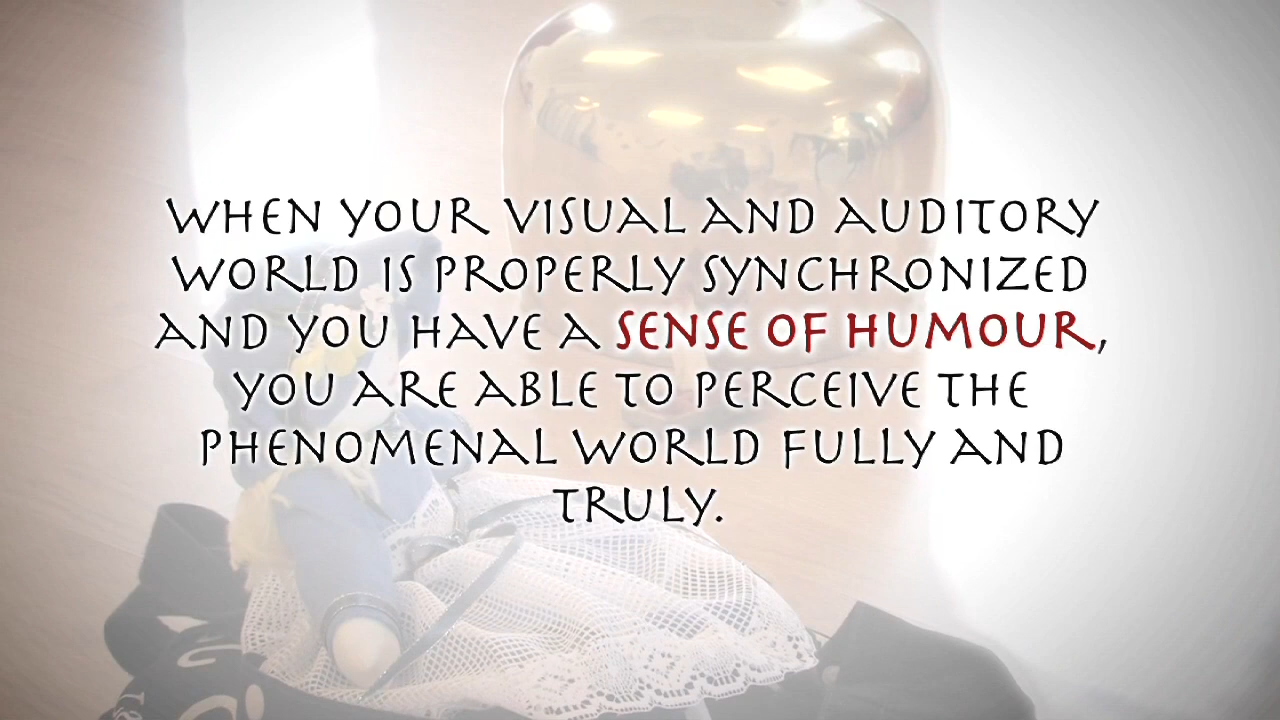 WHEN YOUR VISUAL AND AUDITORY
WORLD IS PROPERLY SYNCHRONIZED
AND YOU HAVE A SENSE OF HUMOUR,
YOU ARE ABLE TO PERCEIVE THE
PHENOMENAL WORLD FULLY AND
TRULY.